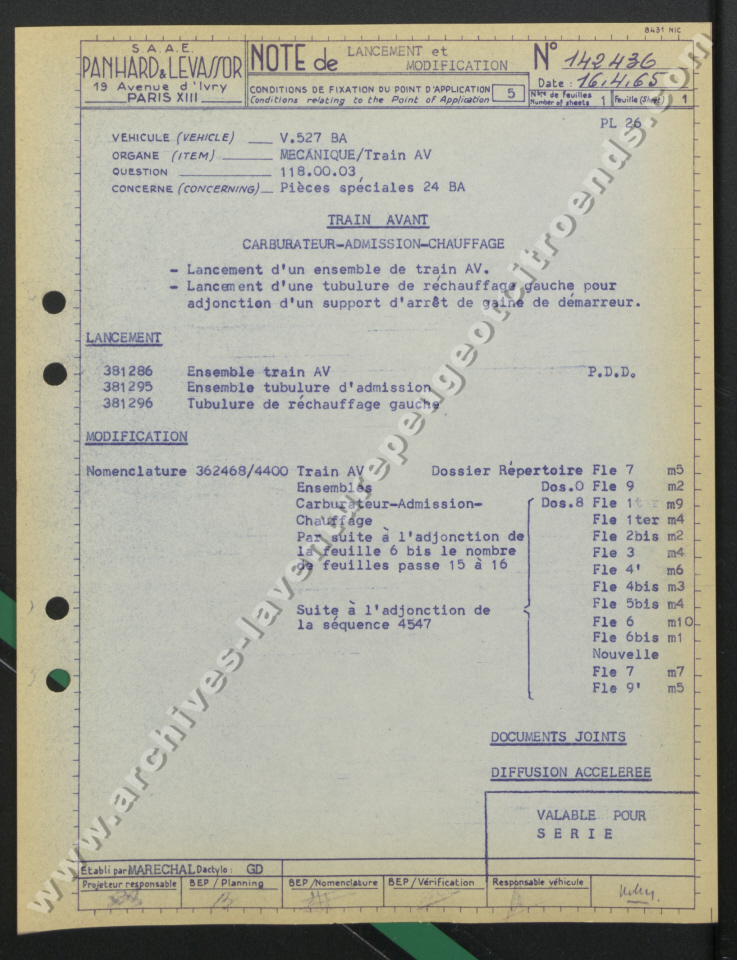 8431 NIC
S.A.A.E.
PANHARD & LEVASSOR
19 Avenue d'Ivry
PARIS XIII
NOTE de LANCEMENT et MODIFICATION
N° 142436
Date : 16.4.65
CONDITIONS DE FIXATION DU POINT D'APPLICATION 5
Conditions relating to the Point of Application
Nbre de Feuilles 1
Number of sheets
Feuille (Sheet) 1
PL 26
VEHICULE (VEHICLE) V.527 BA
ORGANE (ITEM) MECANIQUE/Train AV
QUESTION 118.00.03
CONCERNE (CONCERNING) Pièces spéciales 24 BA
TRAIN AVANT
CARBURATEUR-ADMISSION-CHAUFFAGE
- Lancement d'un ensemble de train AV.
- Lancement d'une tubulure de réchauffage gauche pour
adjonction d'un support d'arrêt de gaine de démarreur.
LANCEMENT
381286 Ensemble train AV P.D.D.
381295 Ensemble tubulure d'admission
381296 Tubulure de réchauffage gauche
MODIFICATION
Nomenclature 362468/4400 Train AV Dossier Répertoire Fle 7 m5
Ensembles Dos.0 Fle 9 m2
Carburateur-Admission- Dos.8 Fle 1ter m9
Chauffage Fle 1ter m4
Par suite à l'adjonction de Fle 2bis m2
la feuille 6 bis le nombre Fle 3 m4
de feuilles passe 15 à 16 Fle 4' m6
Fle 4bis m3
Suite à l'adjonction de Fle 5bis m4
la séquence 4547 Fle 6 m10
Fle 6bis m1
Nouvelle
Fle 7 m7
Fle 9' m5
DOCUMENTS JOINTS
DIFFUSION ACCELEREE
VALABLE POUR
SERIE
Etabli par MARECHAL Dactylo : GD
Projeteur responsable
BEP / Planning
BEP / Nomenclature
BEP / Vérification
Responsable véhicule
www.archives-laventurepeugeotcitroends.com